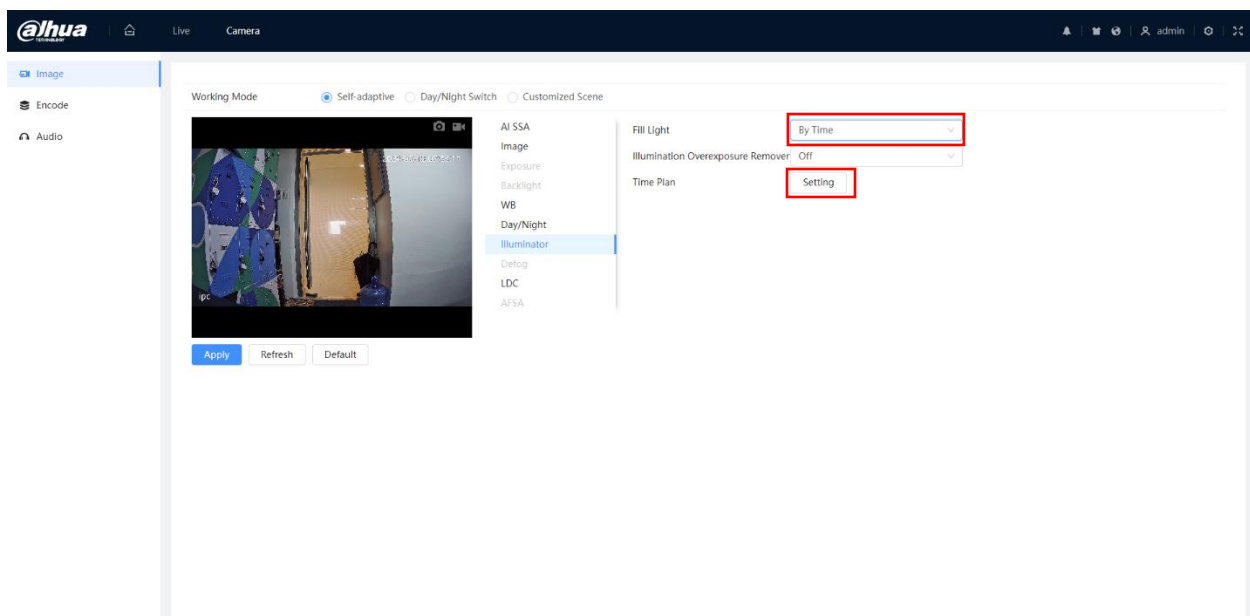 alhua
TECHNOLOGY
Live Camera
admin
Image
Encode
Audio
Working Mode Self-adaptive Day/Night Switch Customized Scene
AI SSA
Image
Exposure
Backlight
WB
Day/Night
Illuminator
Defog
LDC
AFSA
ipc
Fill Light By Time
Illumination Overexposure Remover Off
Time Plan Setting
Apply Refresh Default